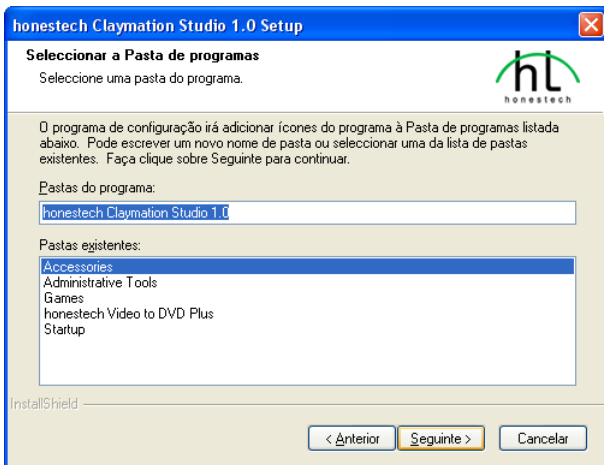 honestech Claymation Studio 1.0 Setup
Seleccionar a Pasta de programas
Seleccione uma pasta do programa.
ht
honestech
O programa de configuração irá adicionar ícones do programa à Pasta de programas listada
abaixo. Pode escrever um novo nome de pasta ou seleccionar uma da lista de pastas
existentes. Faça clique sobre Seguinte para continuar.
Pastas do programa:
honestech Claymation Studio 1.0
Pastas existentes:
Accessories
Administrative Tools
Games
honestech Video to DVD Plus
Startup
InstallShield
< Anterior
Seguinte >
Cancelar